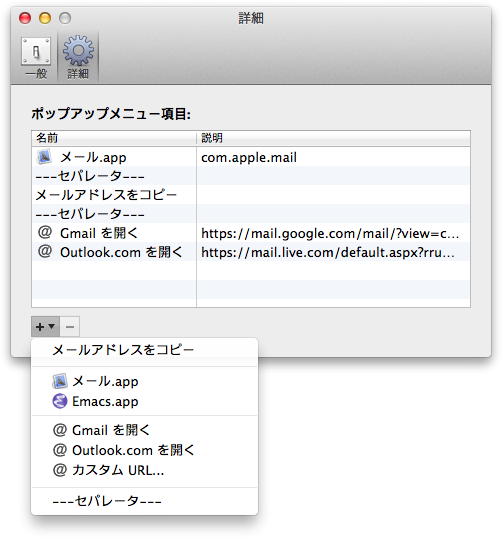 詳細
一般 詳細
ポップアップメニュー項目:
名前 説明
メール.app com.apple.mail
---セパレータ---
メールアドレスをコピー
---セパレータ---
@ Gmail を開く https://mail.google.com/mail/?view=c...
@ Outlook.com を開く https://mail.live.com/default.aspx?rru...
メールアドレスをコピー
メール.app
Emacs.app
@ Gmail を開く
@ Outlook.com を開く
@ カスタム URL...
---セパレータ---